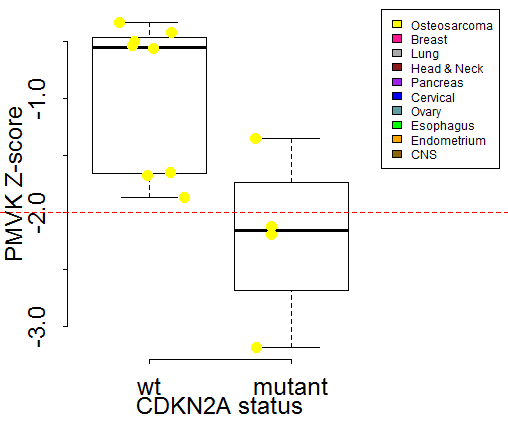 Osteosarcoma
Breast
Lung
Head & Neck
Pancreas
Cervical
Ovary
Esophagus
Endometrium
CNS
PMVK Z-score
-1.0
-2.0
-3.0
wt mutant
CDKN2A status